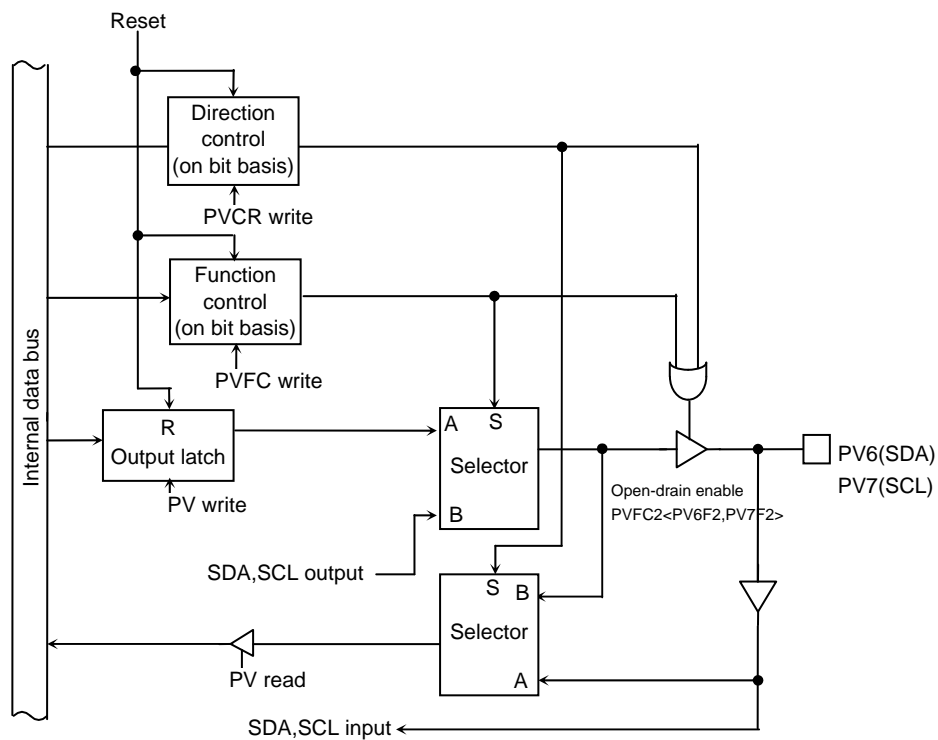 Reset
Direction
control
(on bit basis)
PVCR write
Function
control
(on bit basis)
PVFC write
Internal data bus
R
Output latch
PV write
A
S
Selector
B
SDA,SCL output
Open-drain enable
PVFC2<PV6F2,PV7F2>
PV6(SDA)
PV7(SCL)
S
B
Selector
A
PV read
SDA,SCL input